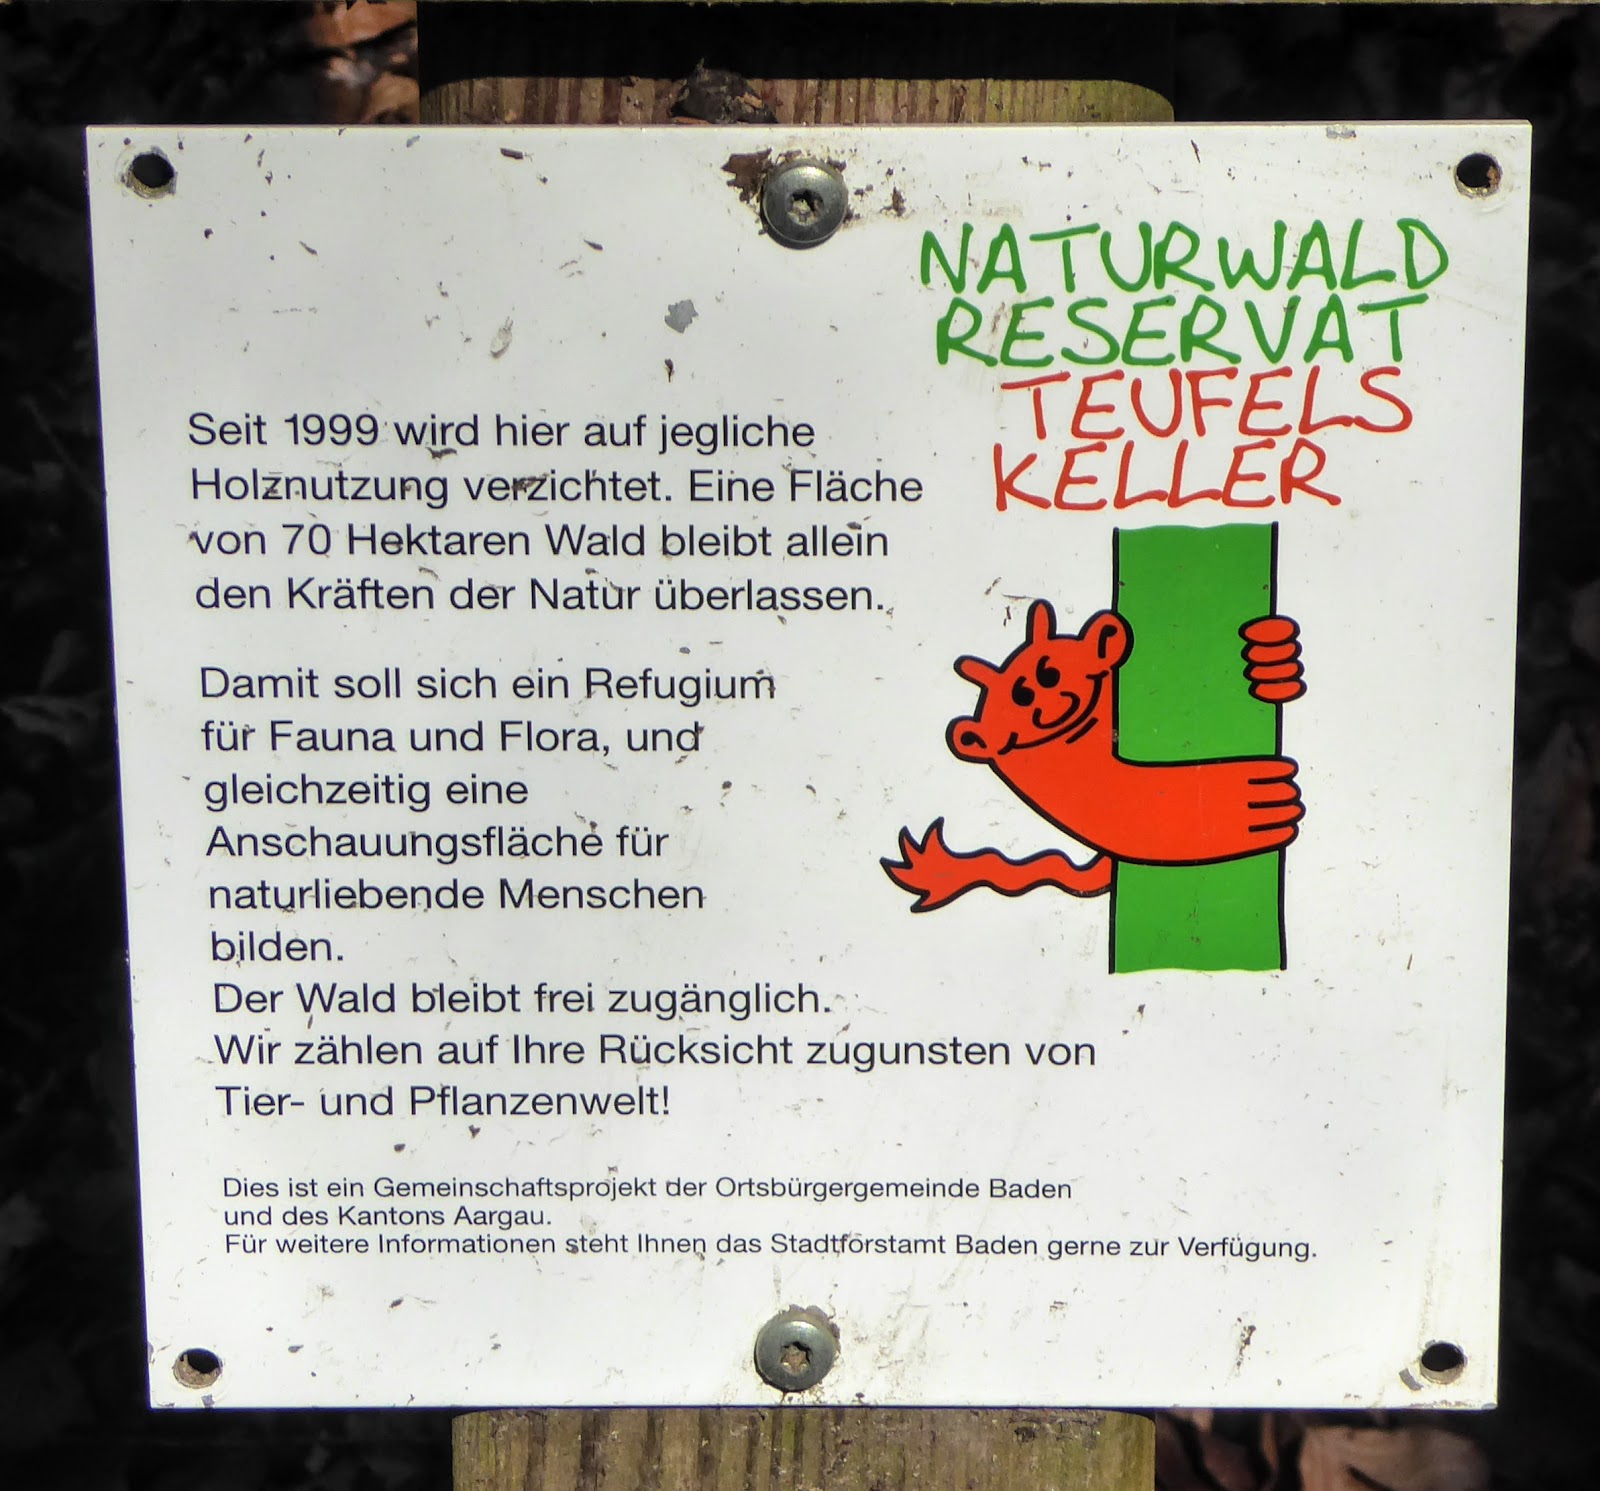 NATURWALD
RESERVAT
TEUFELS
KELLER
Seit 1999 wird hier auf jegliche
Holznutzung verzichtet. Eine Fläche
von 70 Hektaren Wald bleibt allein
den Kräften der Natur überlassen.
Damit soll sich ein Refugium
für Fauna und Flora, und
gleichzeitig eine
Anschauungsfläche für
naturliebende Menschen
bilden.
Der Wald bleibt frei zugänglich.
Wir zählen auf Ihre Rücksicht zugunsten von
Tier- und Pflanzenwelt!
Dies ist ein Gemeinschaftsprojekt der Ortsbürgergemeinde Baden
und des Kantons Aargau.
Für weitere Informationen steht Ihnen das Stadtforstamt Baden gerne zur Verfügung.